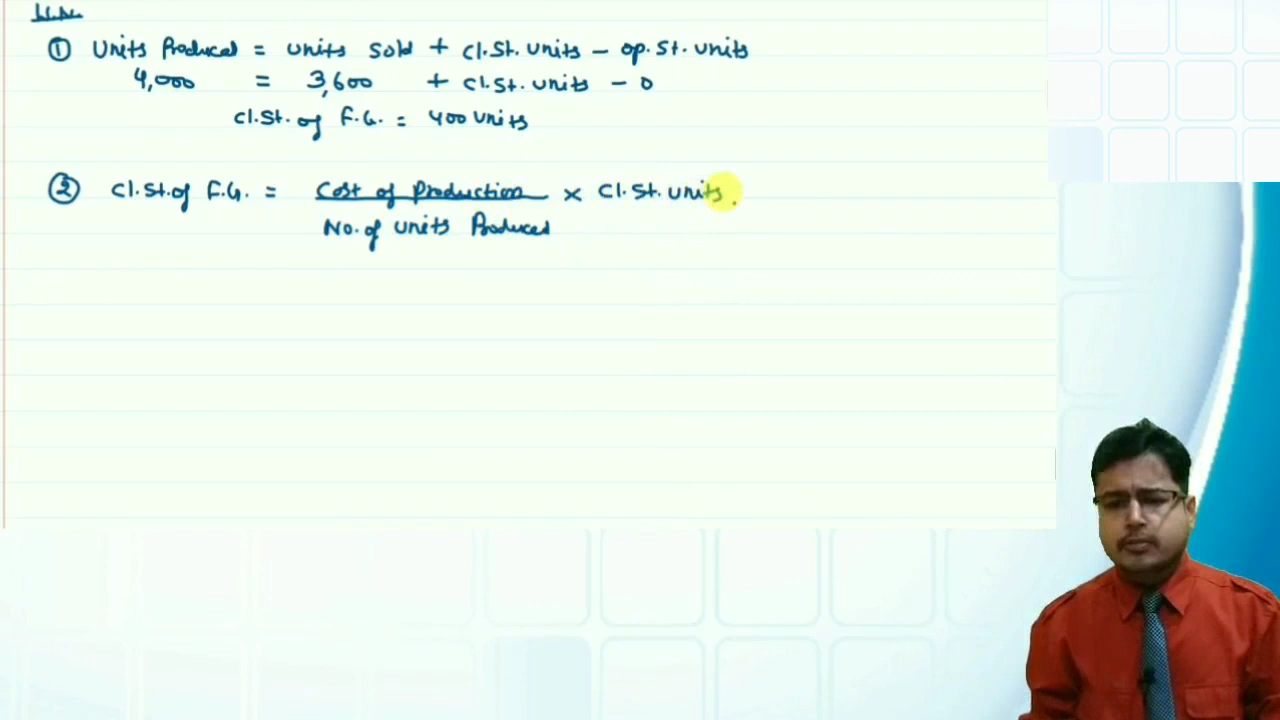 W.N.
① Units Produced = units sold + Cl.St. units - op.St. units
4,000 = 3,600 + Cl.St. units - 0
Cl.St. of F.G. = 400 units
② Cl.St. of F.G. = Cost of Production × Cl.St. units.
No. of units Produced